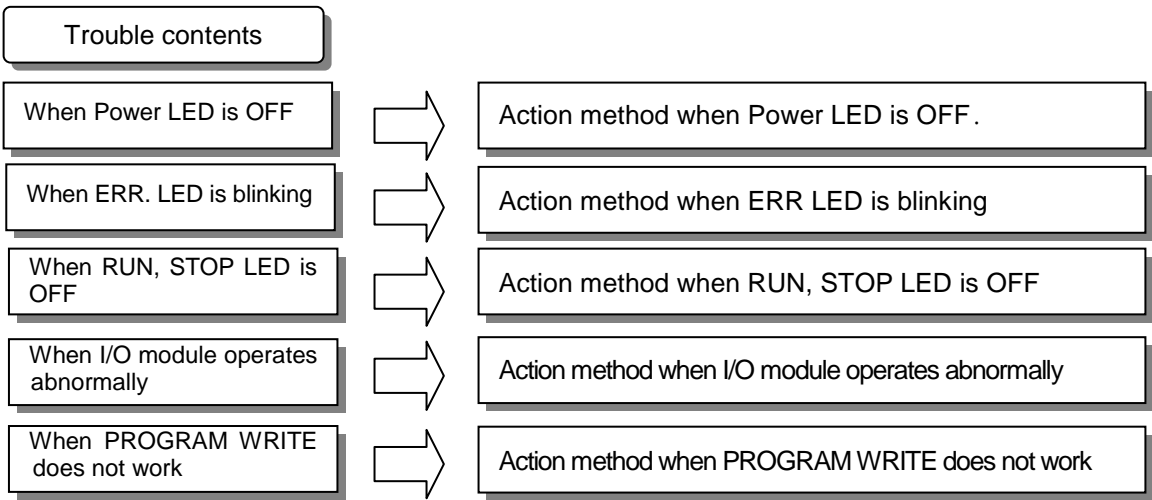 Trouble contents
When Power LED is OFF
Action method when Power LED is OFF.
When ERR. LED is blinking
Action method when ERR LED is blinking
When RUN, STOP LED is
OFF
Action method when RUN, STOP LED is OFF
When I/O module operates
abnormally
Action method when I/O module operates abnormally
When PROGRAM WRITE
does not work
Action method when PROGRAM WRITE does not work